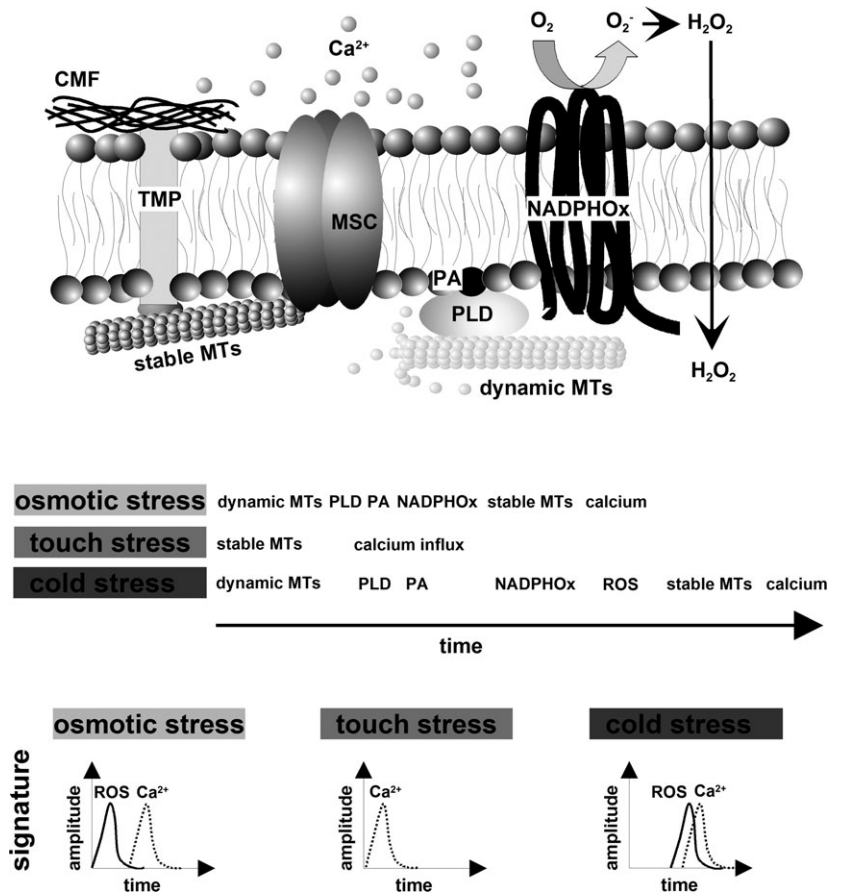 O₂ O₂⁻ H₂O₂
Ca²⁺
CMF
TMP
MSC
NADPHOx
PA
PLD
stable MTs
dynamic MTs
H₂O₂
osmotic stress dynamic MTs PLD PA NADPHOx stable MTs calcium
touch stress stable MTs calcium influx
cold stress dynamic MTs PLD PA NADPHOx ROS stable MTs calcium
time
signature
osmotic stress touch stress cold stress
amplitude ROS Ca²⁺ time
amplitude Ca²⁺ time
amplitude ROS Ca²⁺ time